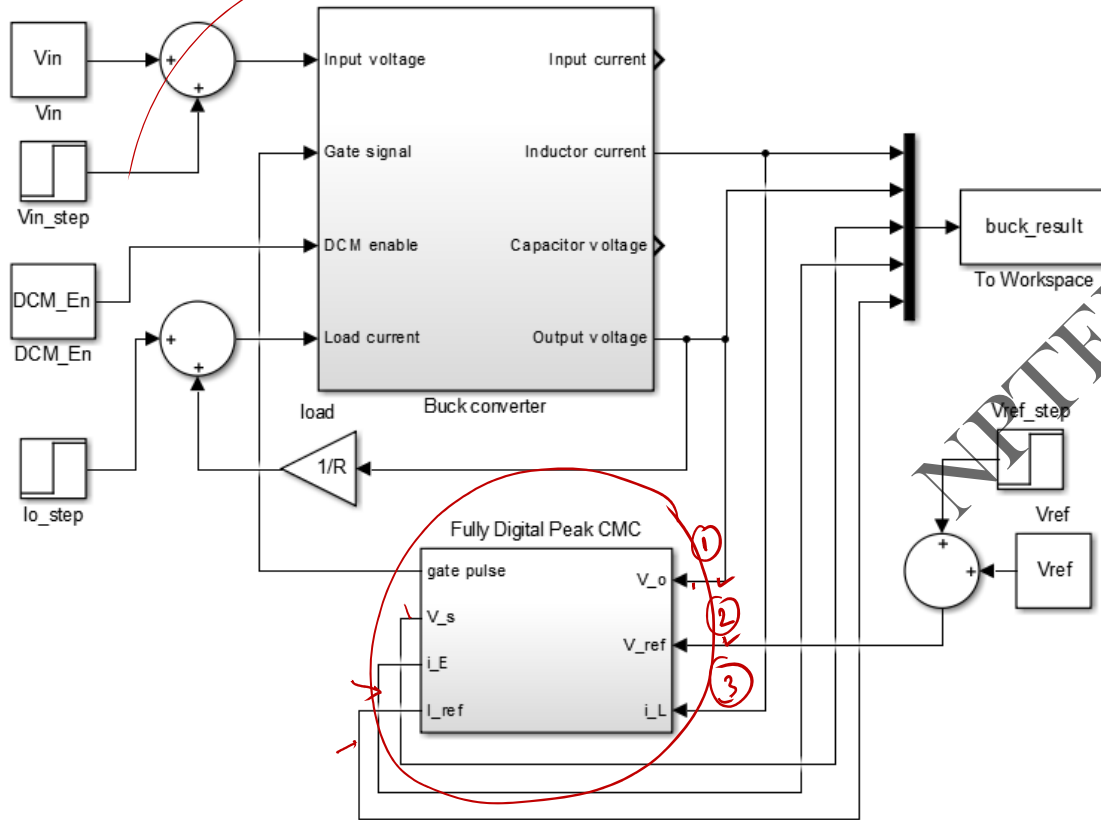 Vin
Vin
+
+
Vin_step
DCM_En
DCM_En
+
+
Io_step
Input voltage
Gate signal
DCM enable
Load current
Input current
Inductor current
Capacitor voltage
Output voltage
Buck converter
load
1/R
buck_result
To Workspace
NPTE
Vref_step
Vref
Vref
+
+
Fully Digital Peak CMC
gate pulse
V_s
i_E
I_ref
V_o
V_ref
i_L
1
2
3